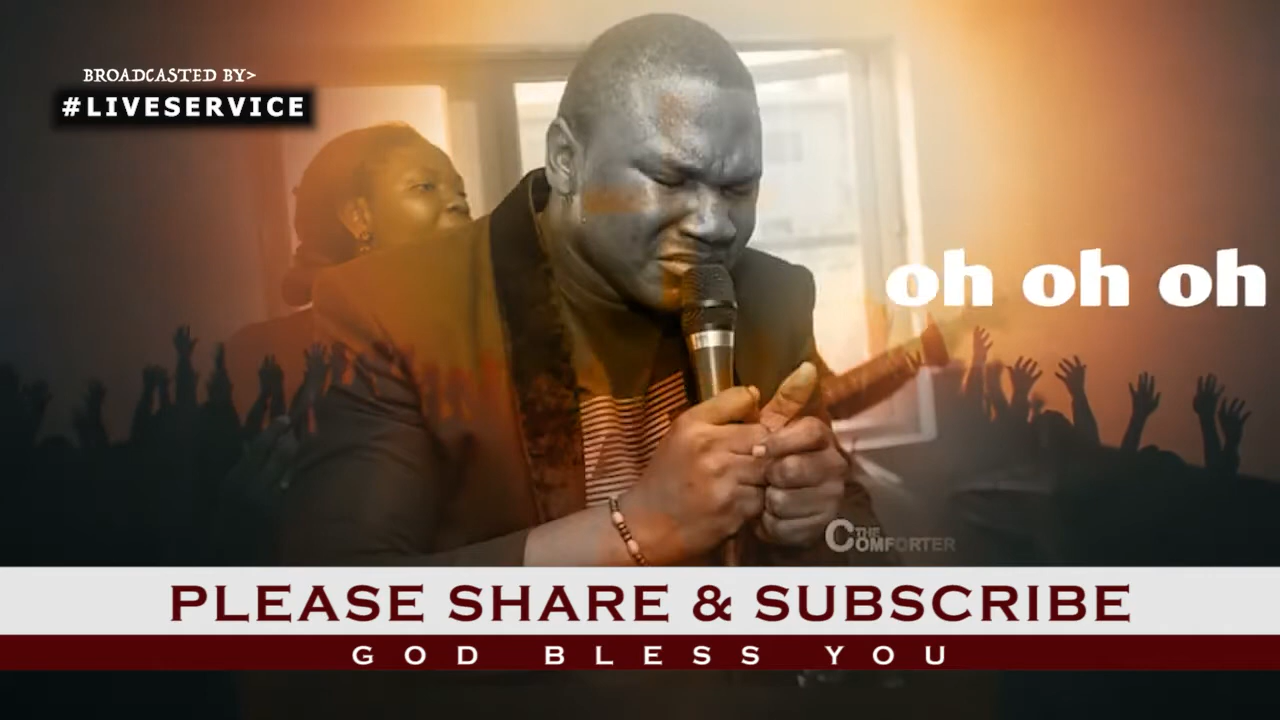 BROADCASTED BY>
#LIVESERVICE
oh oh oh
THE
COMFORTER
PLEASE SHARE & SUBSCRIBE
GOD BLESS YOU